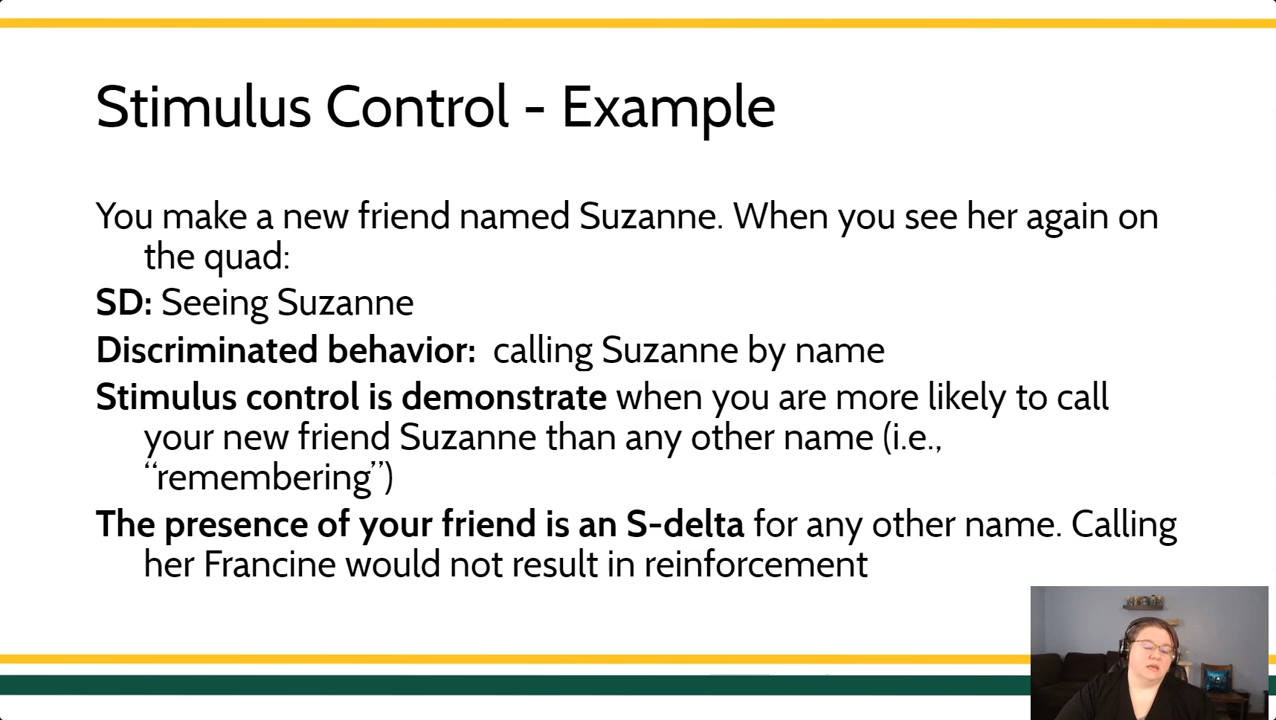 Stimulus Control - Example
You make a new friend named Suzanne. When you see her again on
the quad:
SD: Seeing Suzanne
Discriminated behavior:  calling Suzanne by name
Stimulus control is demonstrate when you are more likely to call
your new friend Suzanne than any other name (i.e.,
“remembering”)
The presence of your friend is an S-delta for any other name. Calling
her Francine would not result in reinforcement